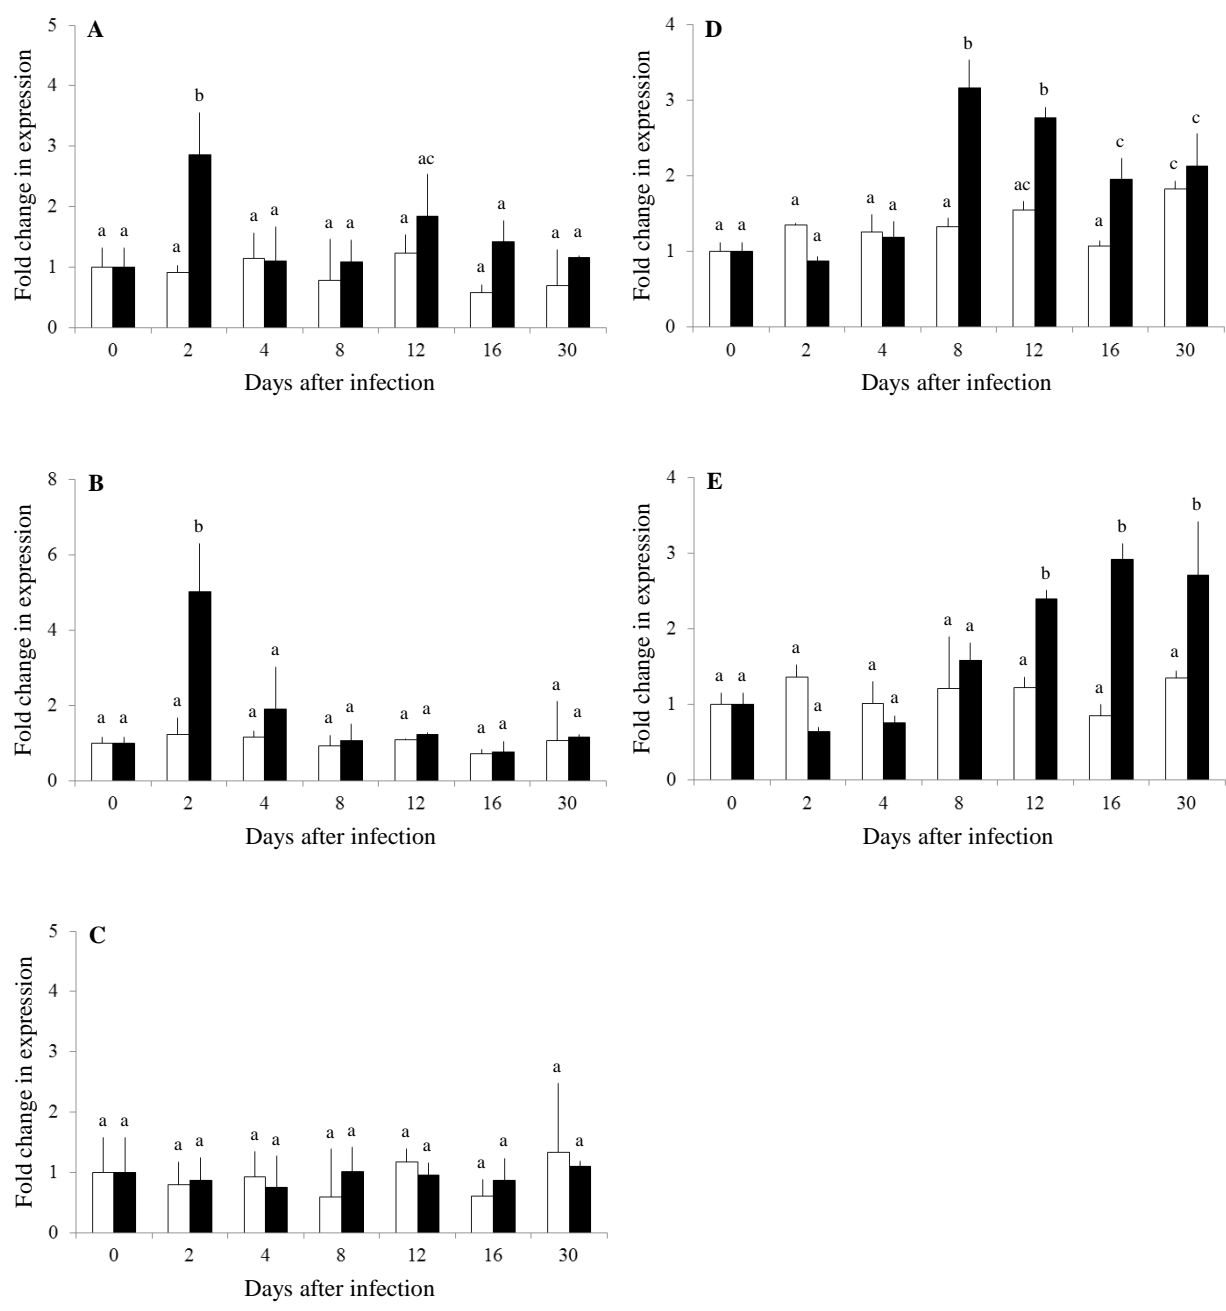 A
Fold change in expression
5
4
3
2
1
0
a a a b a a a a a ac a a a a
0 2 4 8 12 16 30
Days after infection
B
Fold change in expression
8
6
4
2
0
a a a b a a a a a a a a a a
0 2 4 8 12 16 30
Days after infection
C
Fold change in expression
5
4
3
2
1
0
a a a a a a a a a a a a a a
0 2 4 8 12 16 30
Days after infection
D
Fold change in expression
4
3
2
1
0
a a a a a a a b ac b a c c c
0 2 4 8 12 16 30
Days after infection
E
Fold change in expression
4
3
2
1
0
a a a a a a a a a b a b a b
0 2 4 8 12 16 30
Days after infection